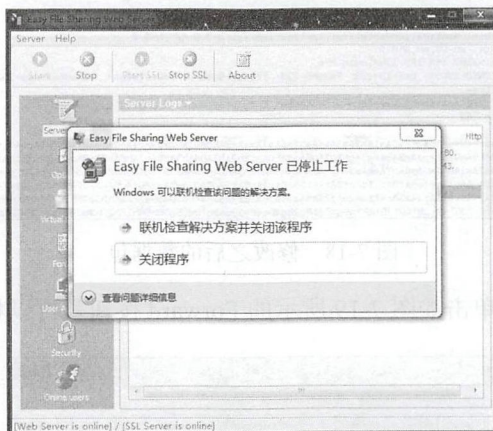 Easy File Sharing Web Server
Server Help
Start Stop Start SSL Stop SSL About
Server Logs
Http
Easy File Sharing Web Server
Easy File Sharing Web Server 已停止工作
Windows 可以联机检查该问题的解决方案。
联机检查解决方案并关闭该程序
关闭程序
查看问题详细信息
Security
Online users
[Web Server is online] / [SSL Server is online]